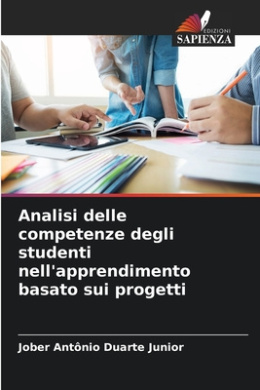 EDIZIONI
SAPIENZA
Analisi delle
competenze degli
studenti
nell'apprendimento
basato sui progetti
Jober Antônio Duarte Junior